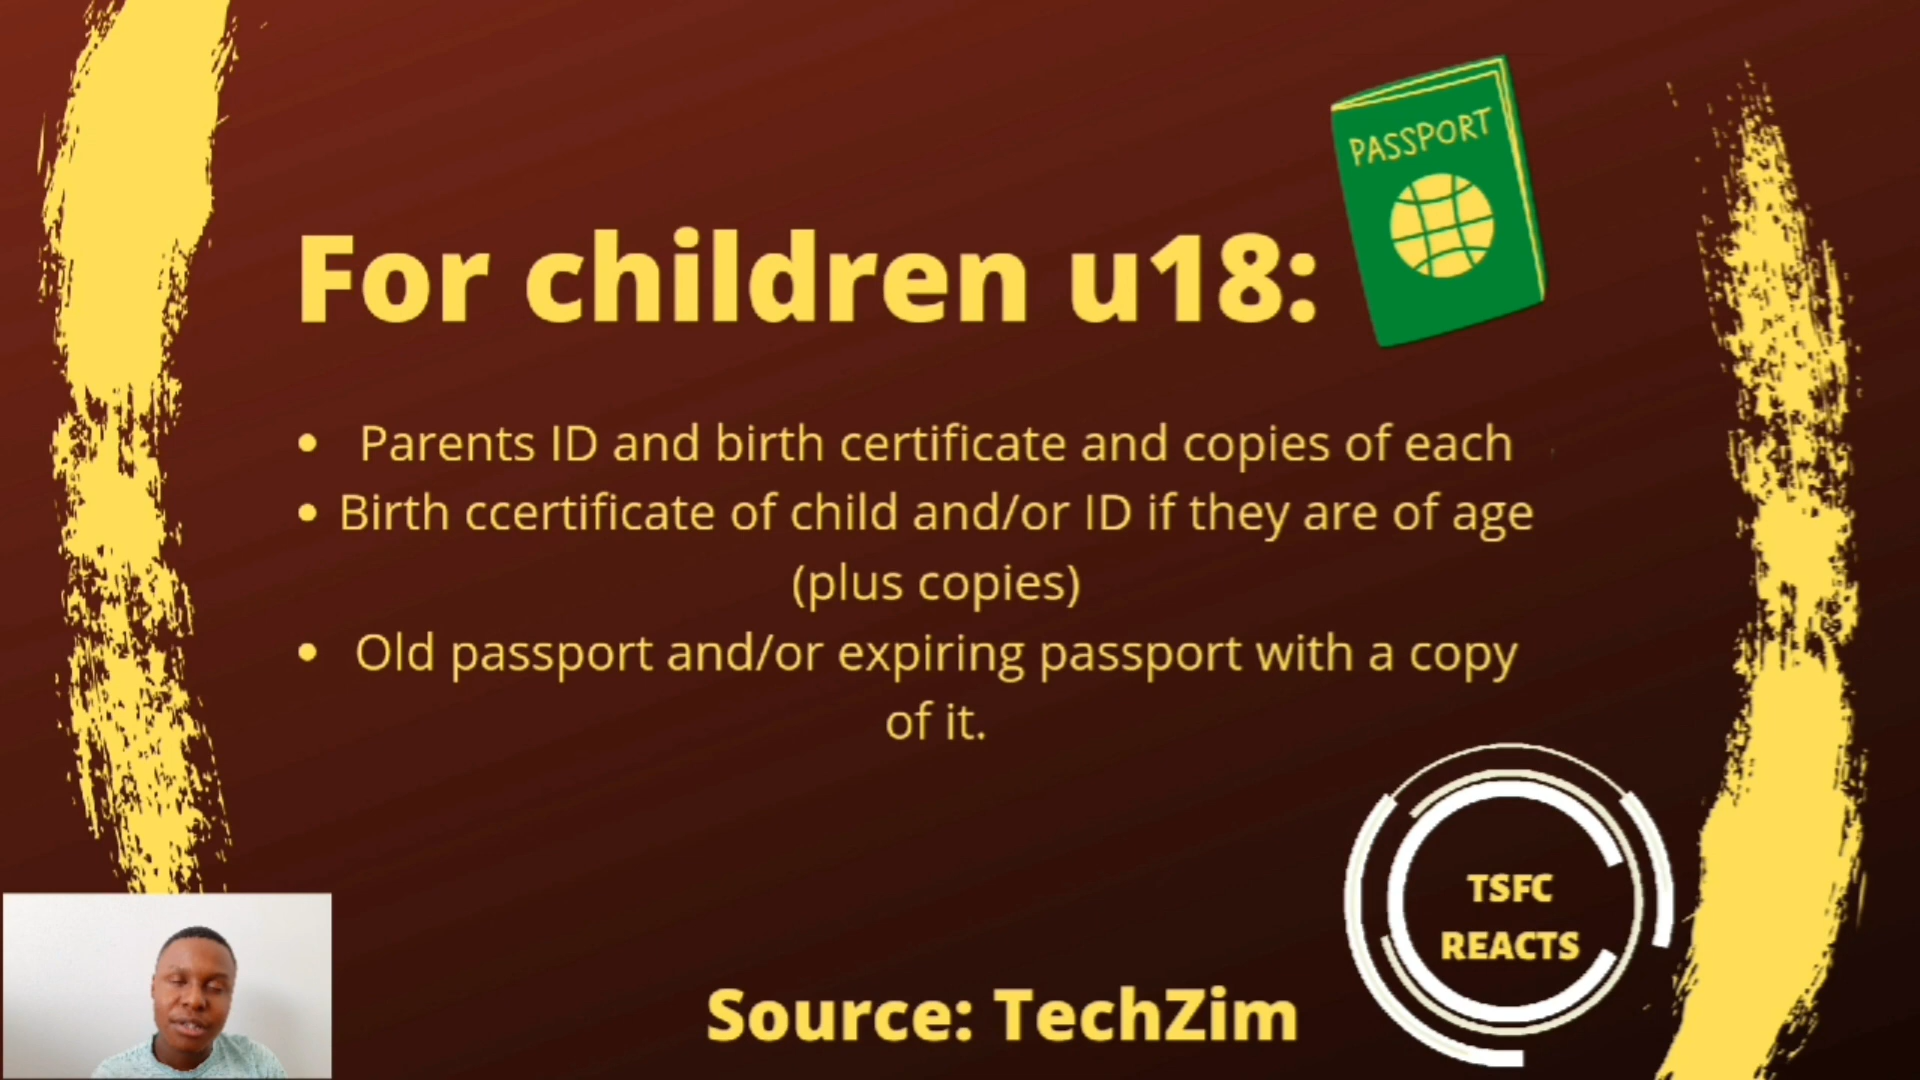 PASSPORT
For children u18:
• Parents ID and birth certificate and copies of each
• Birth ccertificate of child and/or ID if they are of age
(plus copies)
• Old passport and/or expiring passport with a copy
of it.
TSFC
REACTS
Source: TechZim